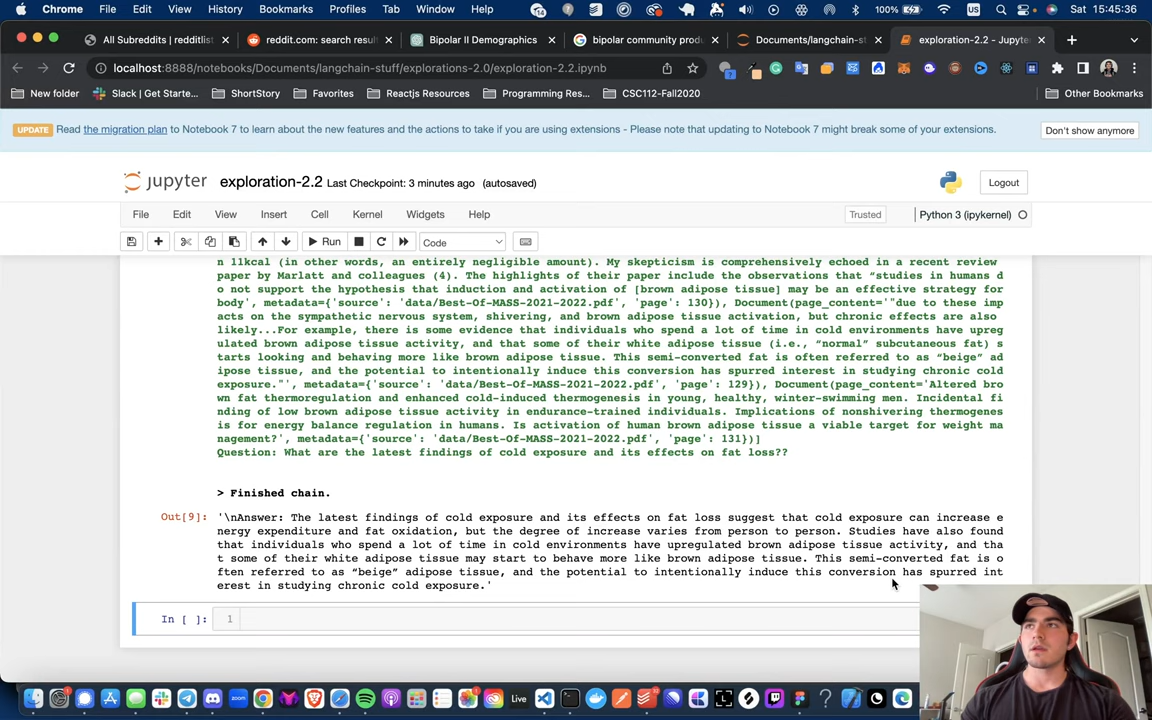 Chrome File Edit View History Bookmarks Profiles Tab Window Help 14 100% US Sat 15:45:36
All Subreddits | redditlist reddit.com: search resul Bipolar II Demographics bipolar community produ Documents/langchain-st exploration-2.2 - Jupyte
localhost:8888/notebooks/Documents/langchain-stuff/explorations-2.0/exploration-2.2.ipynb
New folder Slack | Get Starte... ShortStory Favorites Reactjs Resources Programming Res... CSC112-Fall2020 Other Bookmarks
UPDATE Read the migration plan to Notebook 7 to learn about the new features and the actions to take if you are using extensions - Please note that updating to Notebook 7 might break some of your extensions. Don't show anymore
jupyter exploration-2.2 Last Checkpoint: 3 minutes ago (autosaved) Logout
File Edit View Insert Cell Kernel Widgets Help Trusted Python 3 (ipykernel)
Run Code
n 11kcal (in other words, an entirely negligible amount). My skepticism is comprehensively echoed in a recent review
paper by Marlatt and colleagues (4). The highlights of their paper include the observations that “studies in humans d
o not support the hypothesis that induction and activation of [brown adipose tissue] may be an effective strategy for
body', metadata={'source': 'data/Best-Of-MASS-2021-2022.pdf', 'page': 130}), Document(page_content='"due to these imp
acts on the sympathetic nervous system, shivering, and brown adipose tissue activation, but chronic effects are also
likely...For example, there is some evidence that individuals who spend a lot of time in cold environments have upreg
ulated brown adipose tissue activity, and that some of their white adipose tissue (i.e., “normal” subcutaneous fat) s
tarts looking and behaving more like brown adipose tissue. This semi-converted fat is often referred to as “beige” ad
ipose tissue, and the potential to intentionally induce this conversion has spurred interest in studying chronic cold
exposure."', metadata={'source': 'data/Best-Of-MASS-2021-2022.pdf', 'page': 129}), Document(page_content='Altered bro
wn fat thermoregulation and enhanced cold-induced thermogenesis in young, healthy, winter-swimming men. Incidental fi
nding of low brown adipose tissue activity in endurance-trained individuals. Implications of nonshivering thermogenes
is for energy balance regulation in humans. Is activation of human brown adipose tissue a viable target for weight ma
nagement?', metadata={'source': 'data/Best-Of-MASS-2021-2022.pdf', 'page': 131})]
Question: What are the latest findings of cold exposure and its effects on fat loss??
> Finished chain.
Out[9]: '\nAnswer: The latest findings of cold exposure and its effects on fat loss suggest that cold exposure can increase e
nergy expenditure and fat oxidation, but the degree of increase varies from person to person. Studies have also found
that individuals who spend a lot of time in cold environments have upregulated brown adipose tissue activity, and tha
t some of their white adipose tissue may start to behave more like brown adipose tissue. This semi-converted fat is o
ften referred to as “beige” adipose tissue, and the potential to intentionally induce this conversion has spurred int
erest in studying chronic cold exposure.'
In [ ]: 1
zoom Live